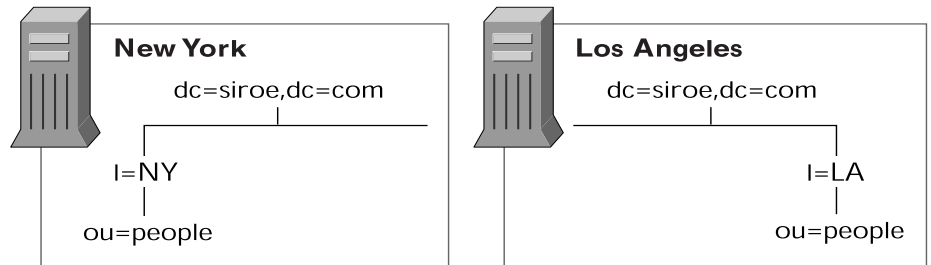 New York
dc=siroe,dc=com
l=NY
ou=people
Los Angeles
dc=siroe,dc=com
l=LA
ou=people